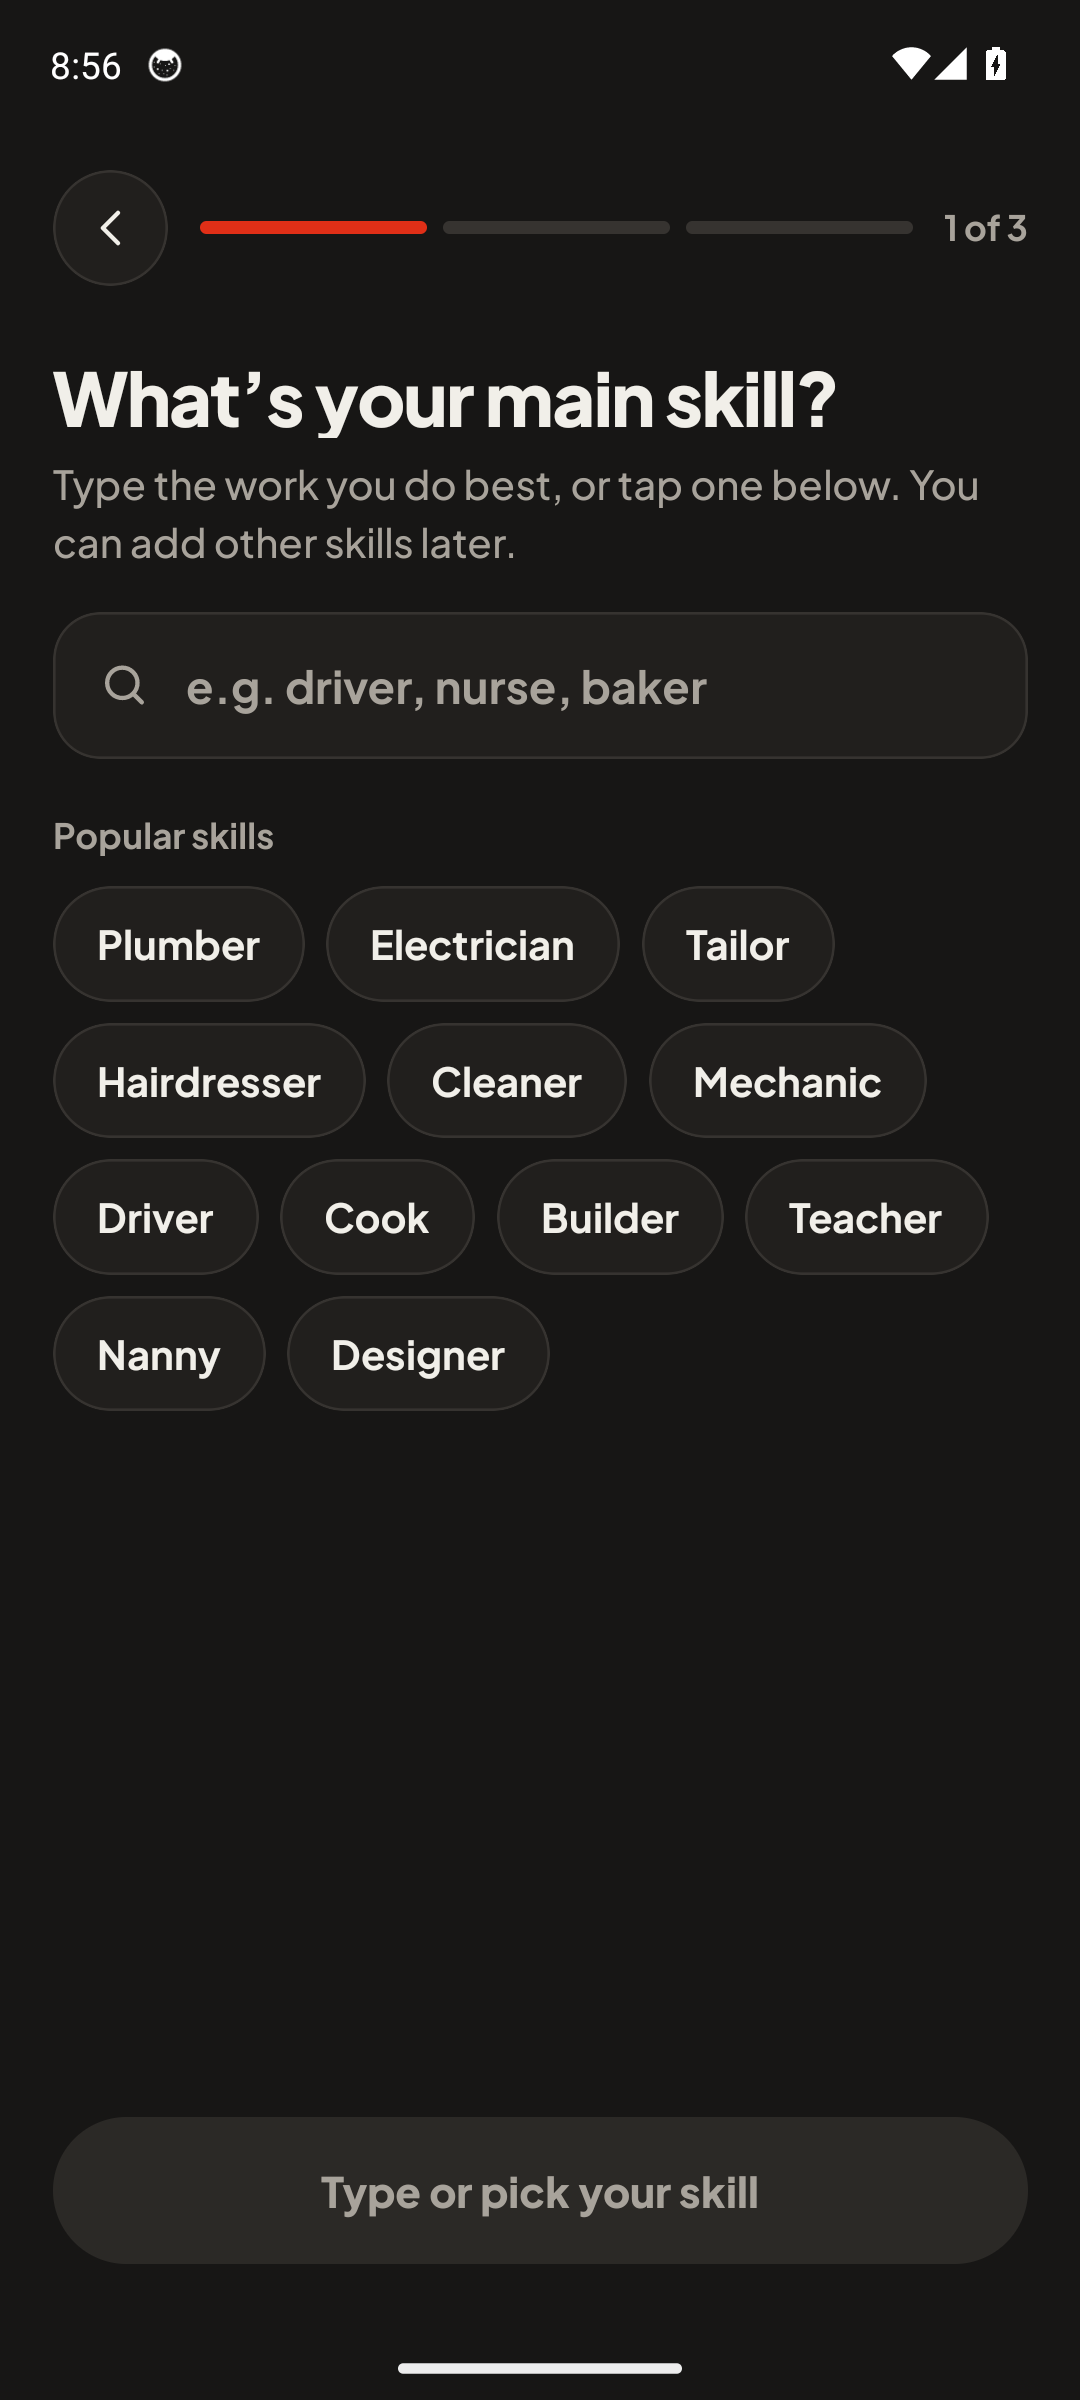 8:56
1 of 3
What’s your main skill?
Type the work you do best, or tap one below. You
can add other skills later.
e.g. driver, nurse, baker
Popular skills
Plumber Electrician Tailor
Hairdresser Cleaner Mechanic
Driver Cook Builder Teacher
Nanny Designer
Type or pick your skill